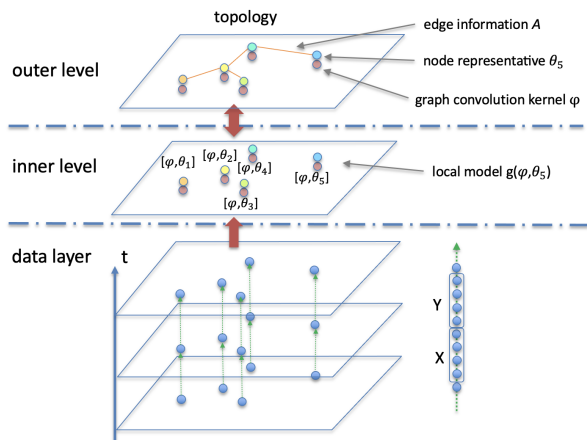 topology
edge information A
outer level
node representative θ5
graph convolution kernel φ
inner level
[φ,θ1]
[φ,θ2]
[φ,θ4]
[φ,θ5]
[φ,θ3]
local model g(φ,θ5)
data layer
t
Y
X